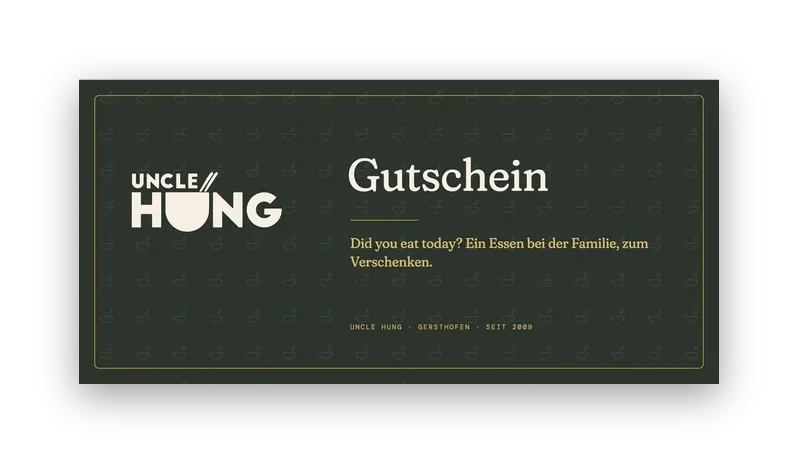 UNCLE
HUNG
Gutschein
Did you eat today? Ein Essen bei der Familie, zum
Verschenken.
UNCLE HUNG · GERSTHOFEN · SEIT 2009